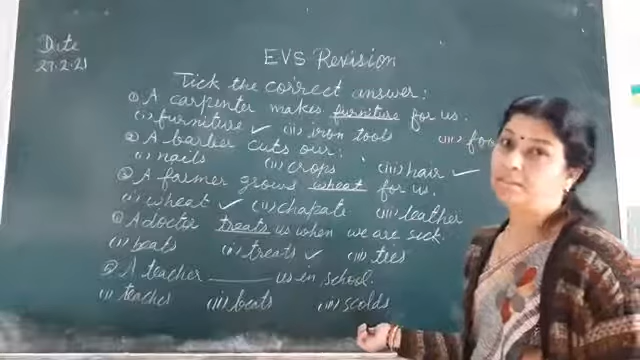 Date
27.2.21
EVS Revision
Tick the correct answer:
① A carpenter makes furniture for us.
(i) furniture ✓ (ii) iron tools (iii) foo
② A barber cuts our:
(i) nails (ii) crops (iii) hair ✓
③ A farmer grows wheat for us.
(i) wheat ✓ (ii) chapate (iii) leather
④ A doctor treats us when we are sick.
(i) beats (ii) treats ✓ (iii) ties
⑤ A teacher ______ us in school.
(i) teaches (ii) beats (iii) scolds